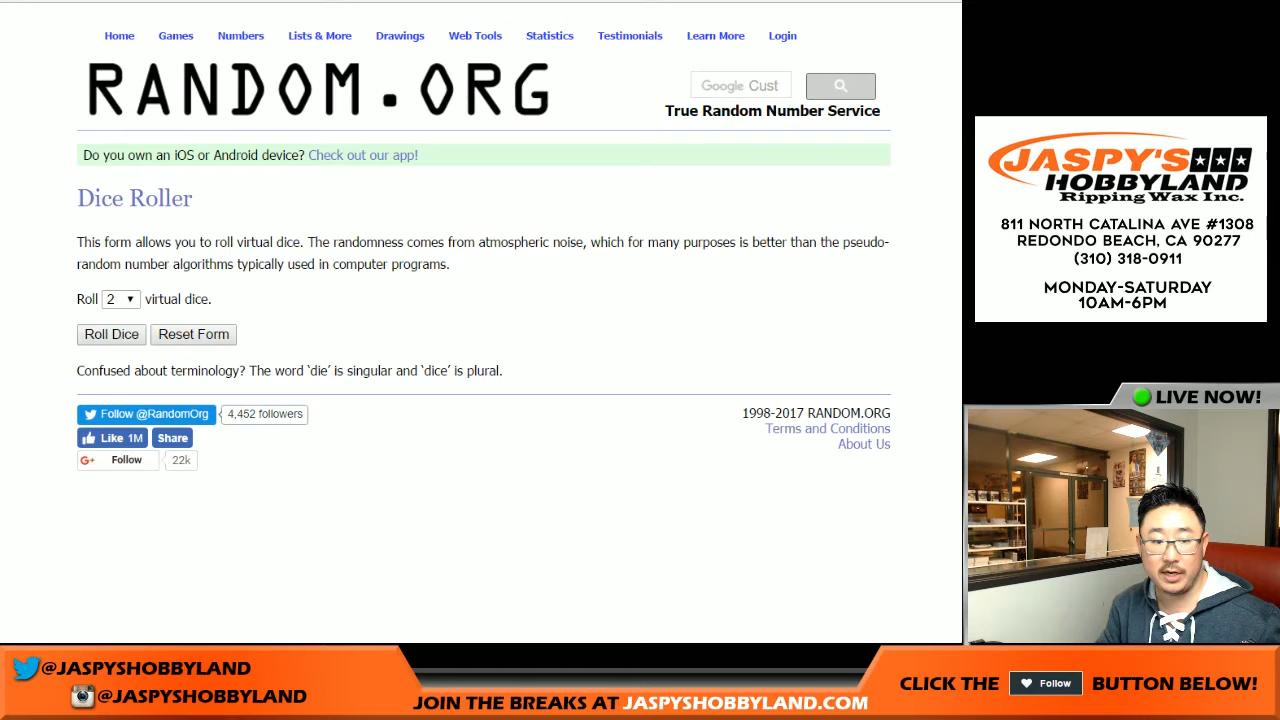 Home Games Numbers Lists & More Drawings Web Tools Statistics Testimonials Learn More Login
RANDOM.ORG
Google Cust
True Random Number Service
Do you own an iOS or Android device? Check out our app!
Dice Roller
This form allows you to roll virtual dice. The randomness comes from atmospheric noise, which for many purposes is better than the pseudo-
random number algorithms typically used in computer programs.
Roll 2 virtual dice.
Roll Dice Reset Form
Confused about terminology? The word ‘die’ is singular and ‘dice’ is plural.
Follow @RandomOrg 4,452 followers
Like 1M Share
G+ Follow 22k
1998-2017 RANDOM.ORG
Terms and Conditions
About Us
JASPY'S
HOBBYLAND
Ripping Wax Inc.
811 NORTH CATALINA AVE #1308
REDONDO BEACH, CA 90277
(310) 318-0911
MONDAY-SATURDAY
10AM-6PM
LIVE NOW!
@JASPYSHOBBYLAND
@JASPYSHOBBYLAND
JOIN THE BREAKS AT JASPYSHOBBYLAND.COM
CLICK THE Follow BUTTON BELOW!